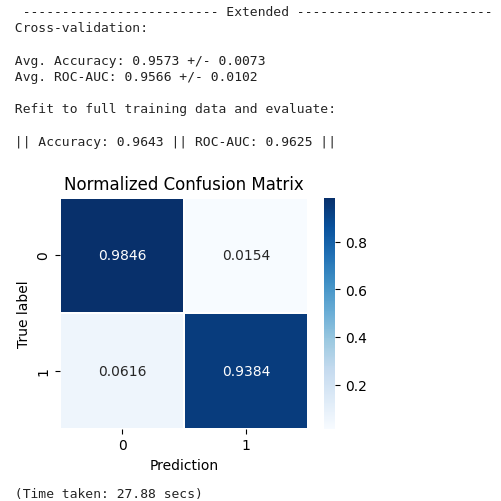 ------------------------- Extended -------------------------
Cross-validation:
Avg. Accuracy: 0.9573 +/- 0.0073
Avg. ROC-AUC: 0.9566 +/- 0.0102
Refit to full training data and evaluate:
|| Accuracy: 0.9643 || ROC-AUC: 0.9625 ||
Normalized Confusion Matrix
0.9846 0.0154
0.0616 0.9384
0
1
True label
0 1
Prediction
0.8
0.6
0.4
0.2
(Time taken: 27.88 secs)